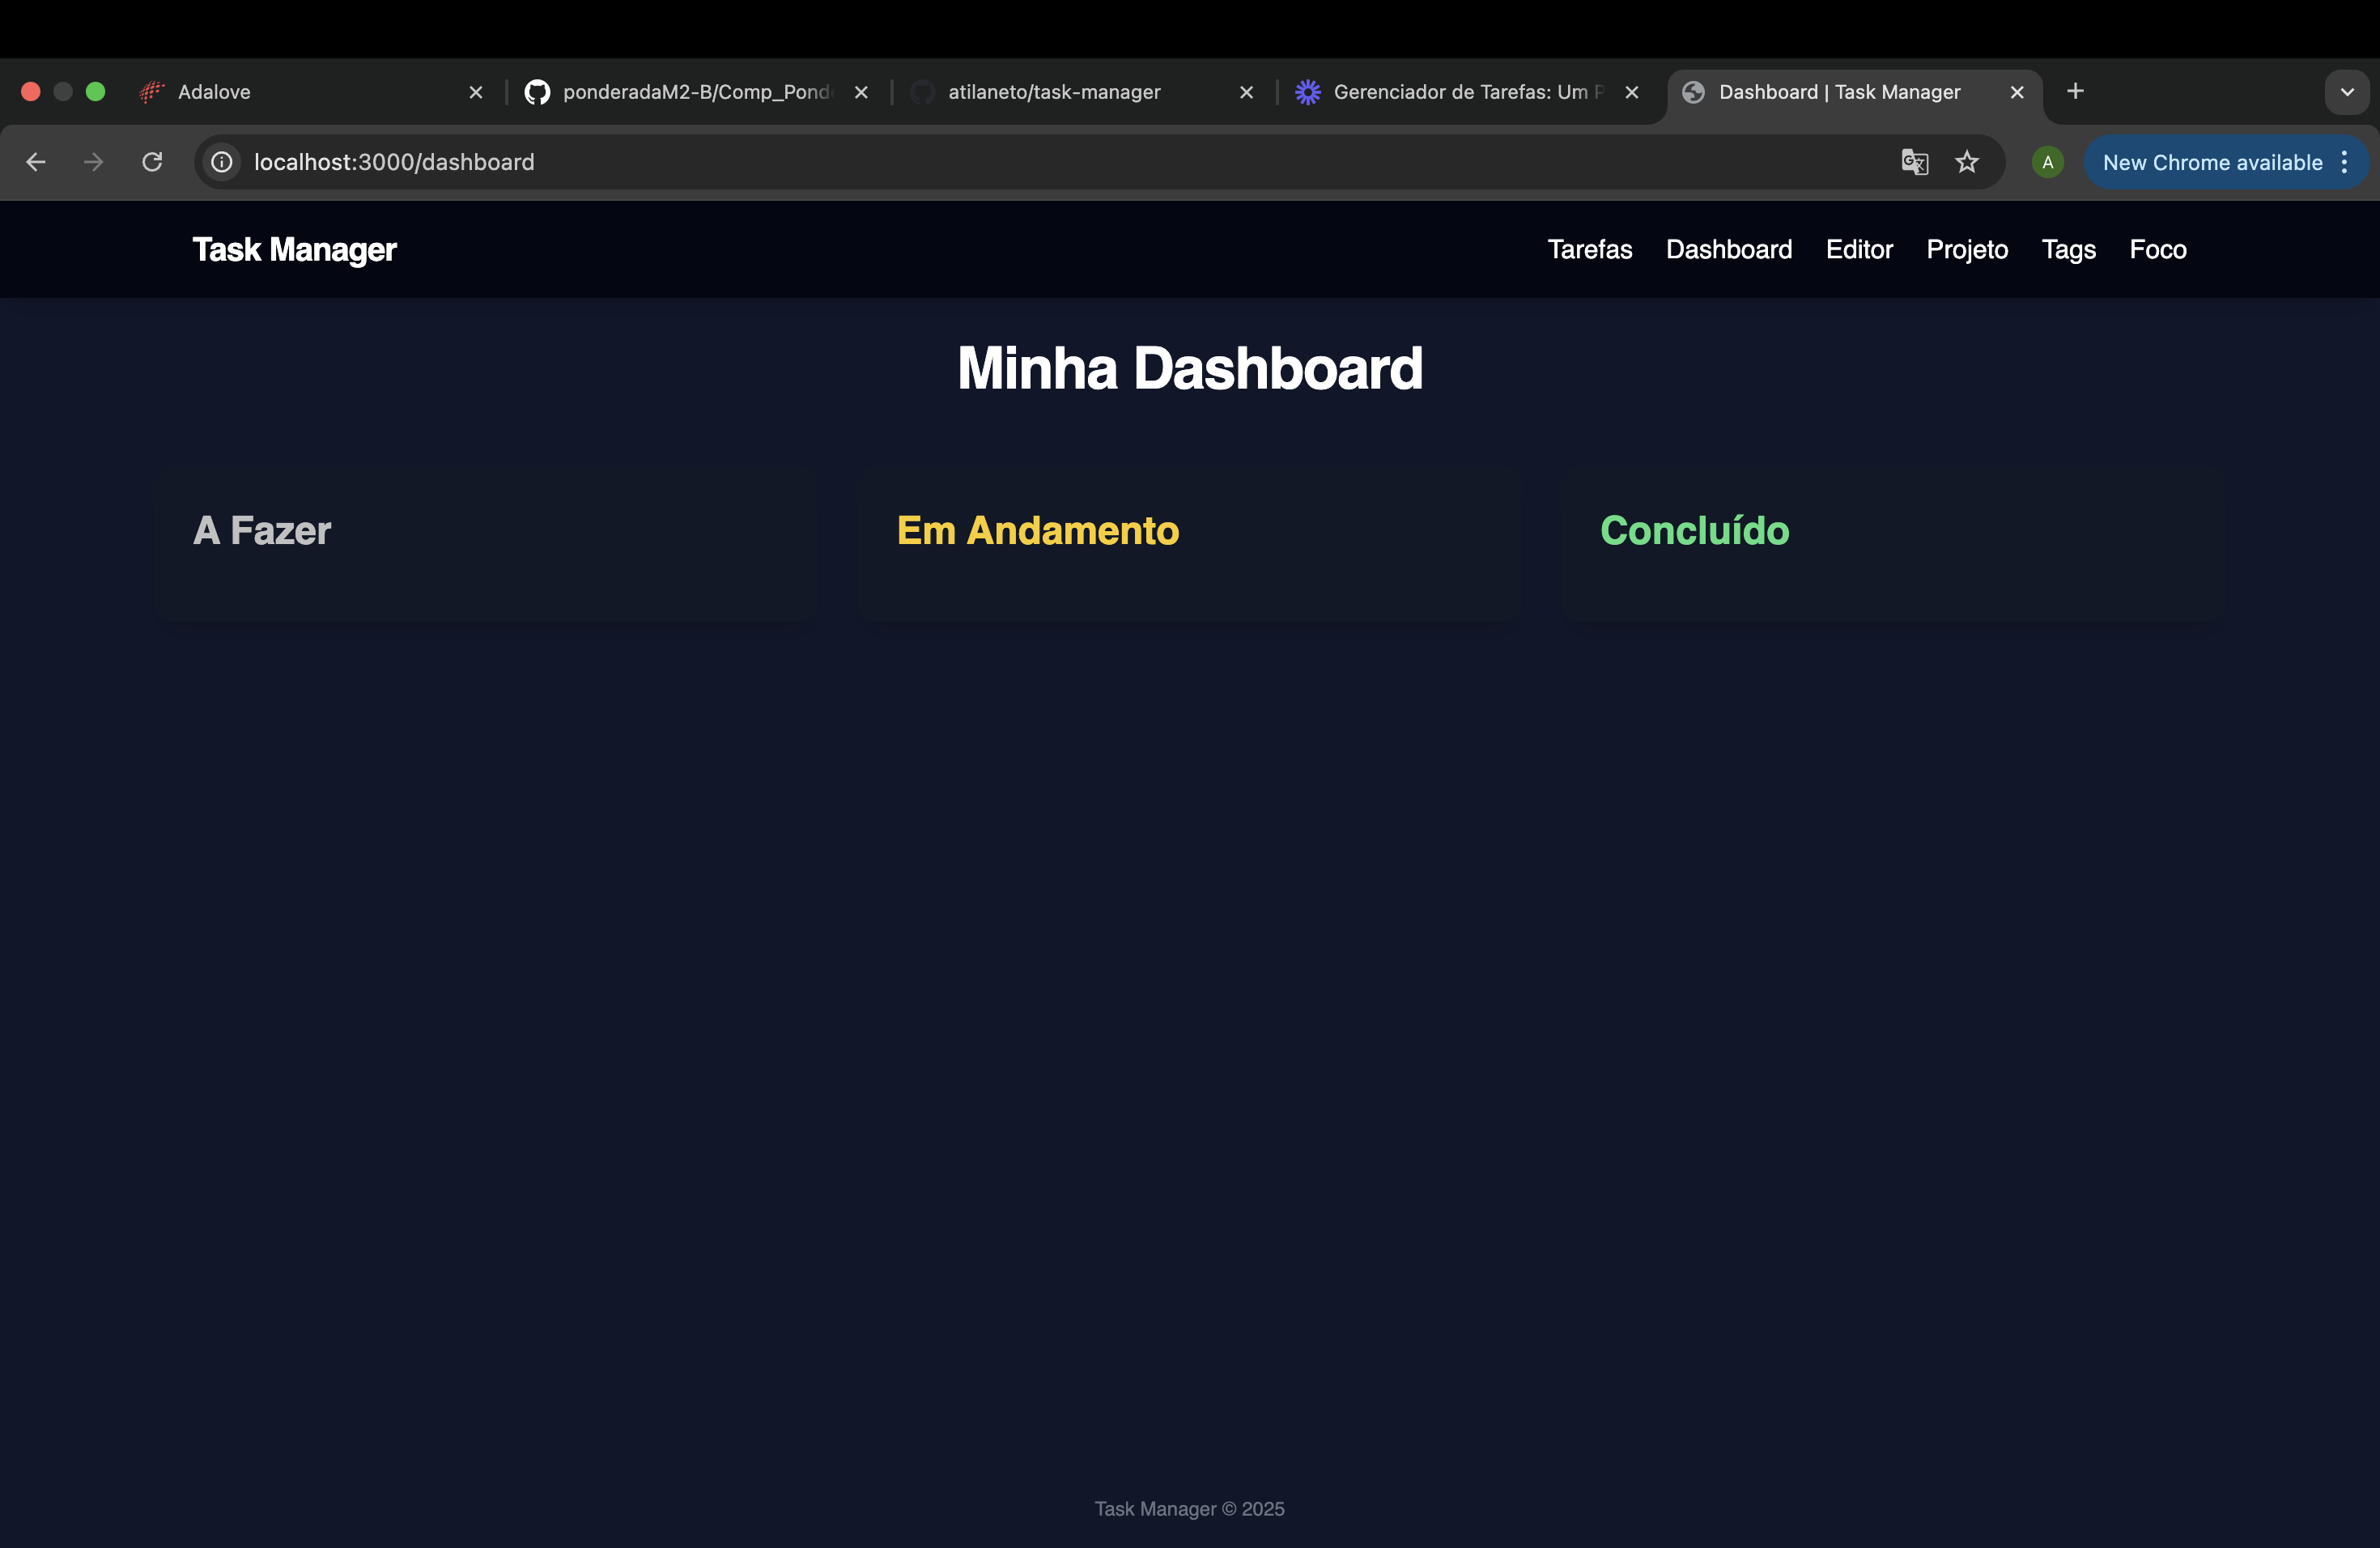 Adalove
ponderadaM2-B/Comp_Pond
atilaneto/task-manager
Gerenciador de Tarefas: Um P
Dashboard | Task Manager
localhost:3000/dashboard
A
New Chrome available
Task Manager
Tarefas
Dashboard
Editor
Projeto
Tags
Foco
Minha Dashboard
A Fazer
Em Andamento
Concluído
Task Manager © 2025